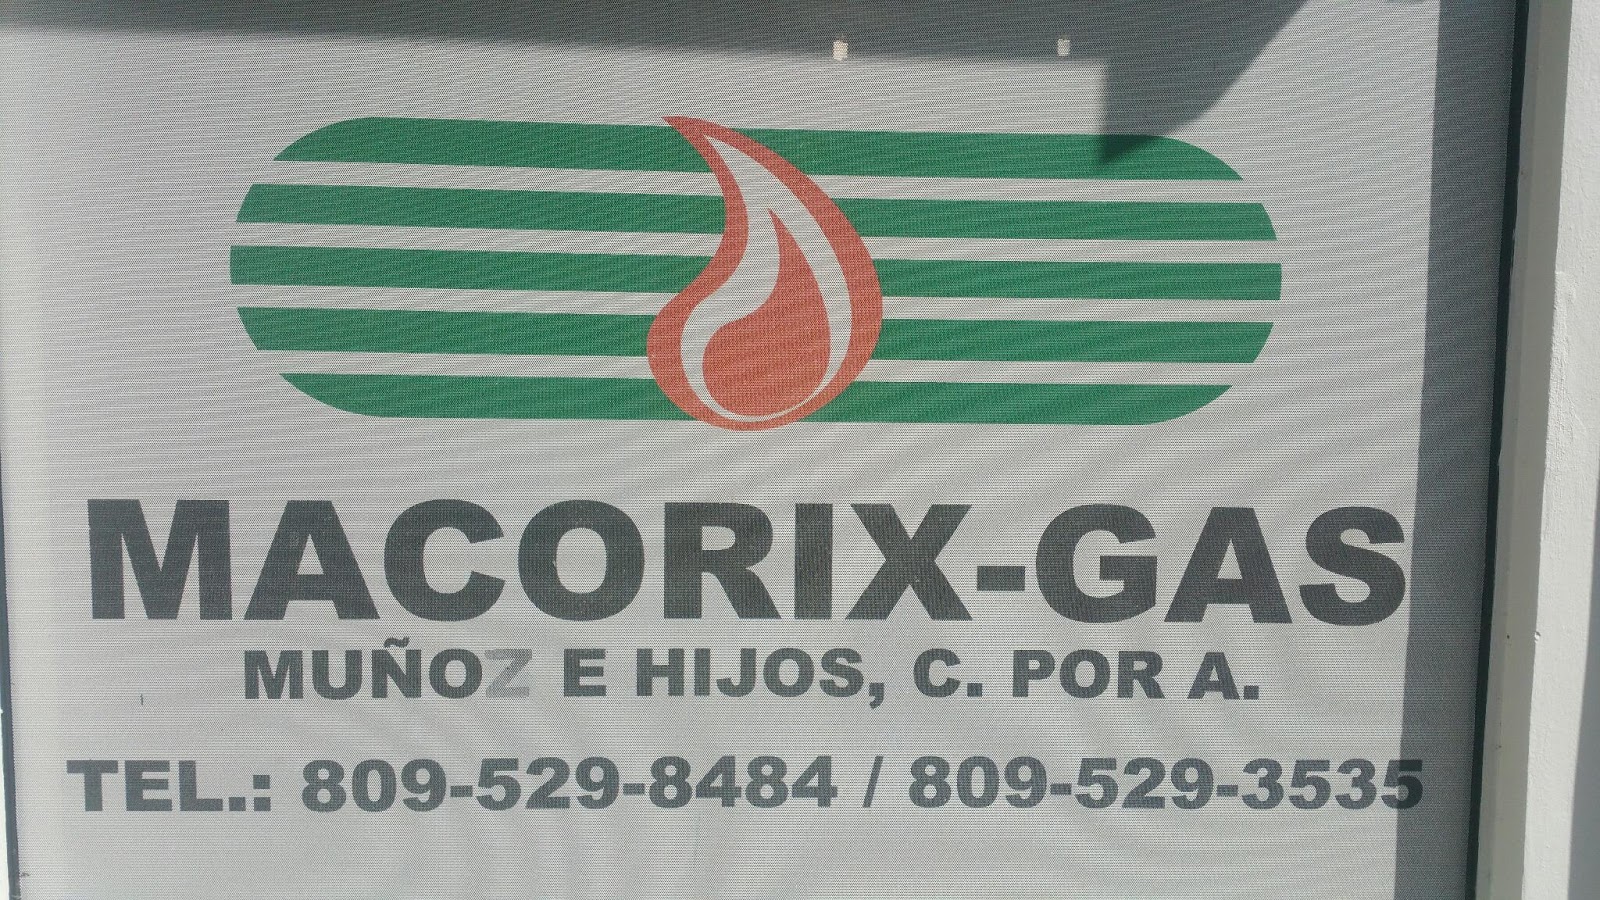 MACORIX-GAS
MUÑOZ E HIJOS, C. POR A.
TEL.: 809-529-8484 / 809-529-3535